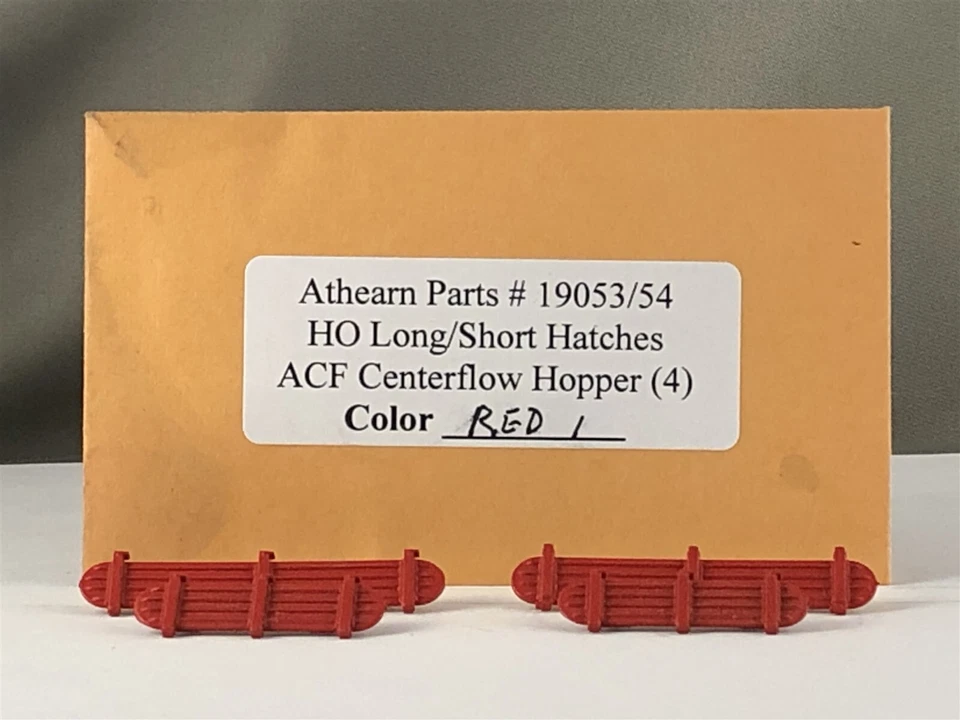 Athearn Parts # 19053/54
HO Long/Short Hatches
ACF Centerflow Hopper (4)
Color RED 1